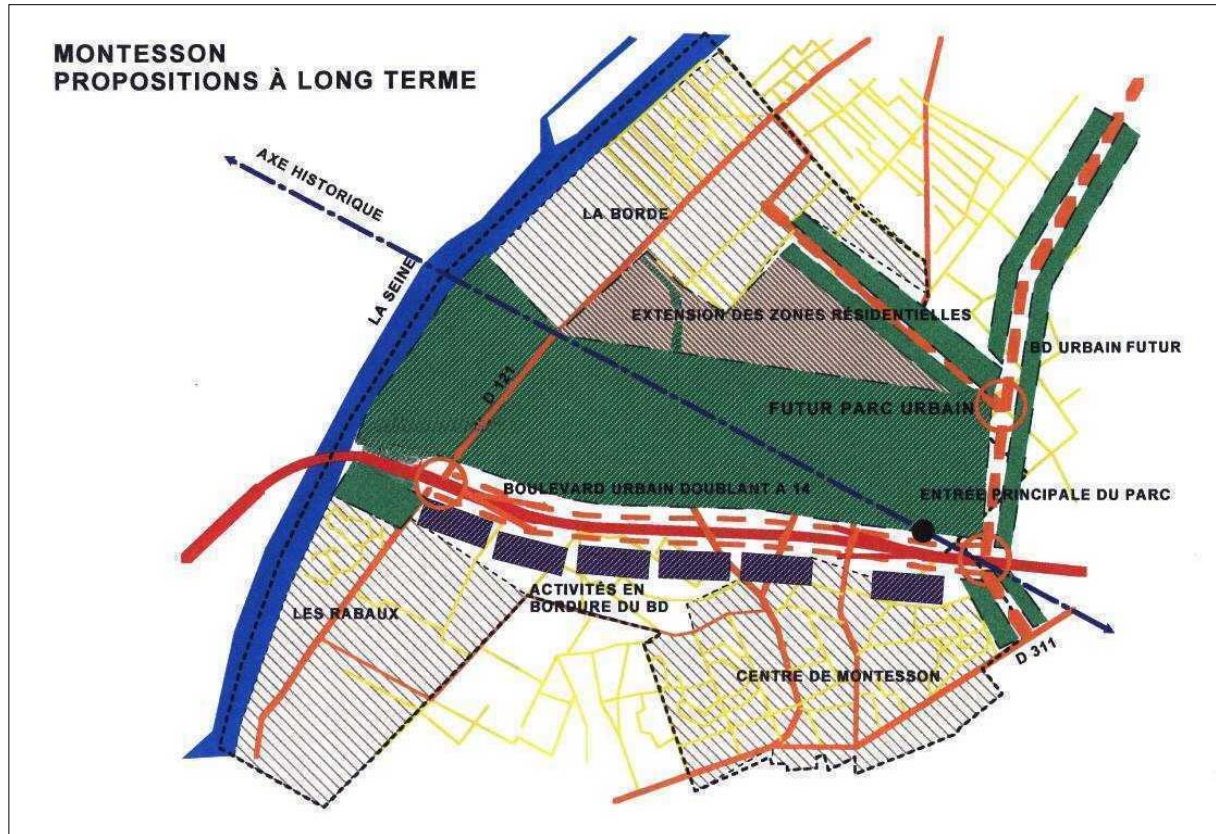 MONTESSON
PROPOSITIONS À LONG TERME
AXE HISTORIQUE
LA SEINE
LA BORDE
EXTENSION DES ZONES RÉSIDENTIELLES
BD URBAIN FUTUR
D 121
FUTUR PARC URBAIN
BOULEVARD URBAIN DOUBLANT A 14
ENTRÉE PRINCIPALE DU PARC
ACTIVITÉS EN
BORDURE DU BD
LES RABAUX
CENTRE DE MONTESSON
D 311